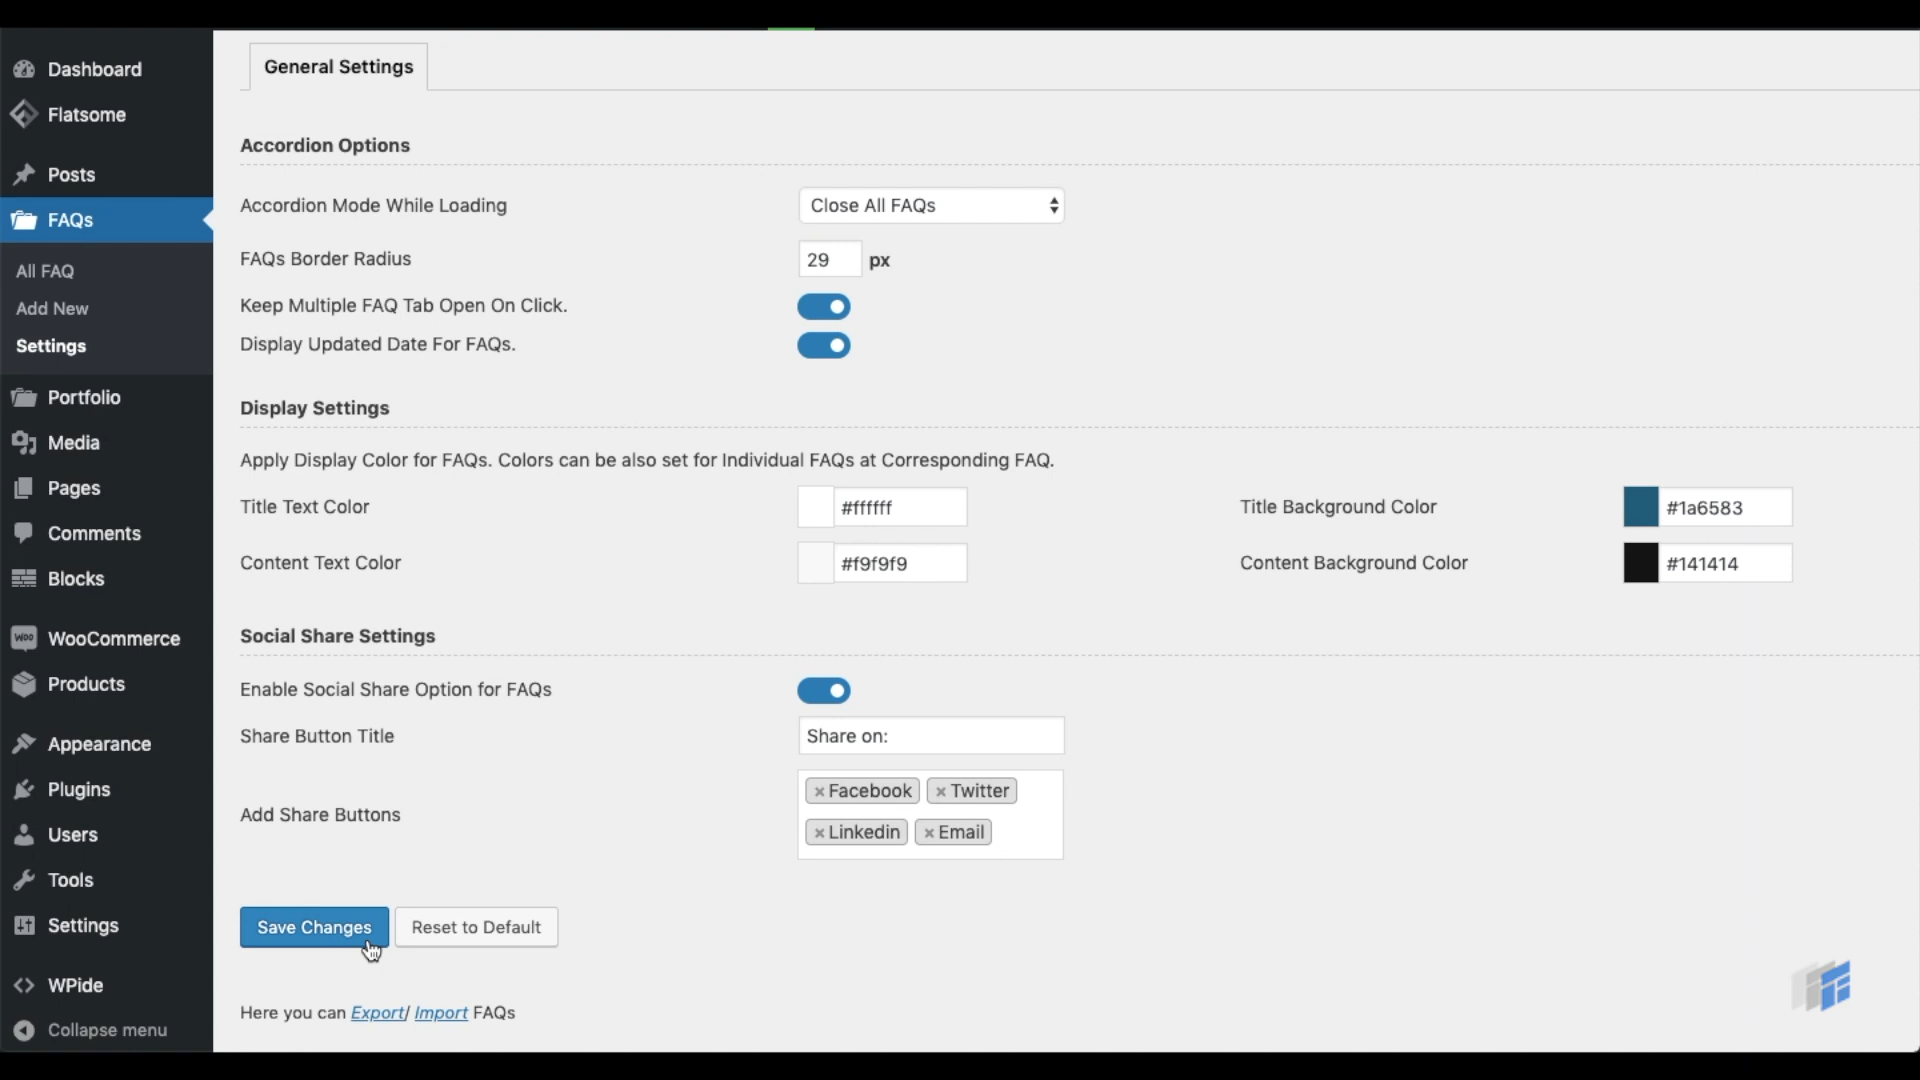 Dashboard
Flatsome
Posts
FAQs
All FAQ
Add New
Settings
Portfolio
Media
Pages
Comments
Blocks
WOO WooCommerce
Products
Appearance
Plugins
Users
Tools
Settings
WPide
Collapse menu
General Settings
Accordion Options
Accordion Mode While Loading Close All FAQs
FAQs Border Radius 29 px
Keep Multiple FAQ Tab Open On Click.
Display Updated Date For FAQs.
Display Settings
Apply Display Color for FAQs. Colors can be also set for Individual FAQs at Corresponding FAQ.
Title Text Color #ffffff Title Background Color #1a6583
Content Text Color #f9f9f9 Content Background Color #141414
Social Share Settings
Enable Social Share Option for FAQs
Share Button Title Share on:
Add Share Buttons
×Facebook ×Twitter
×Linkedin ×Email
Save Changes Reset to Default
Here you can Export/ Import FAQs